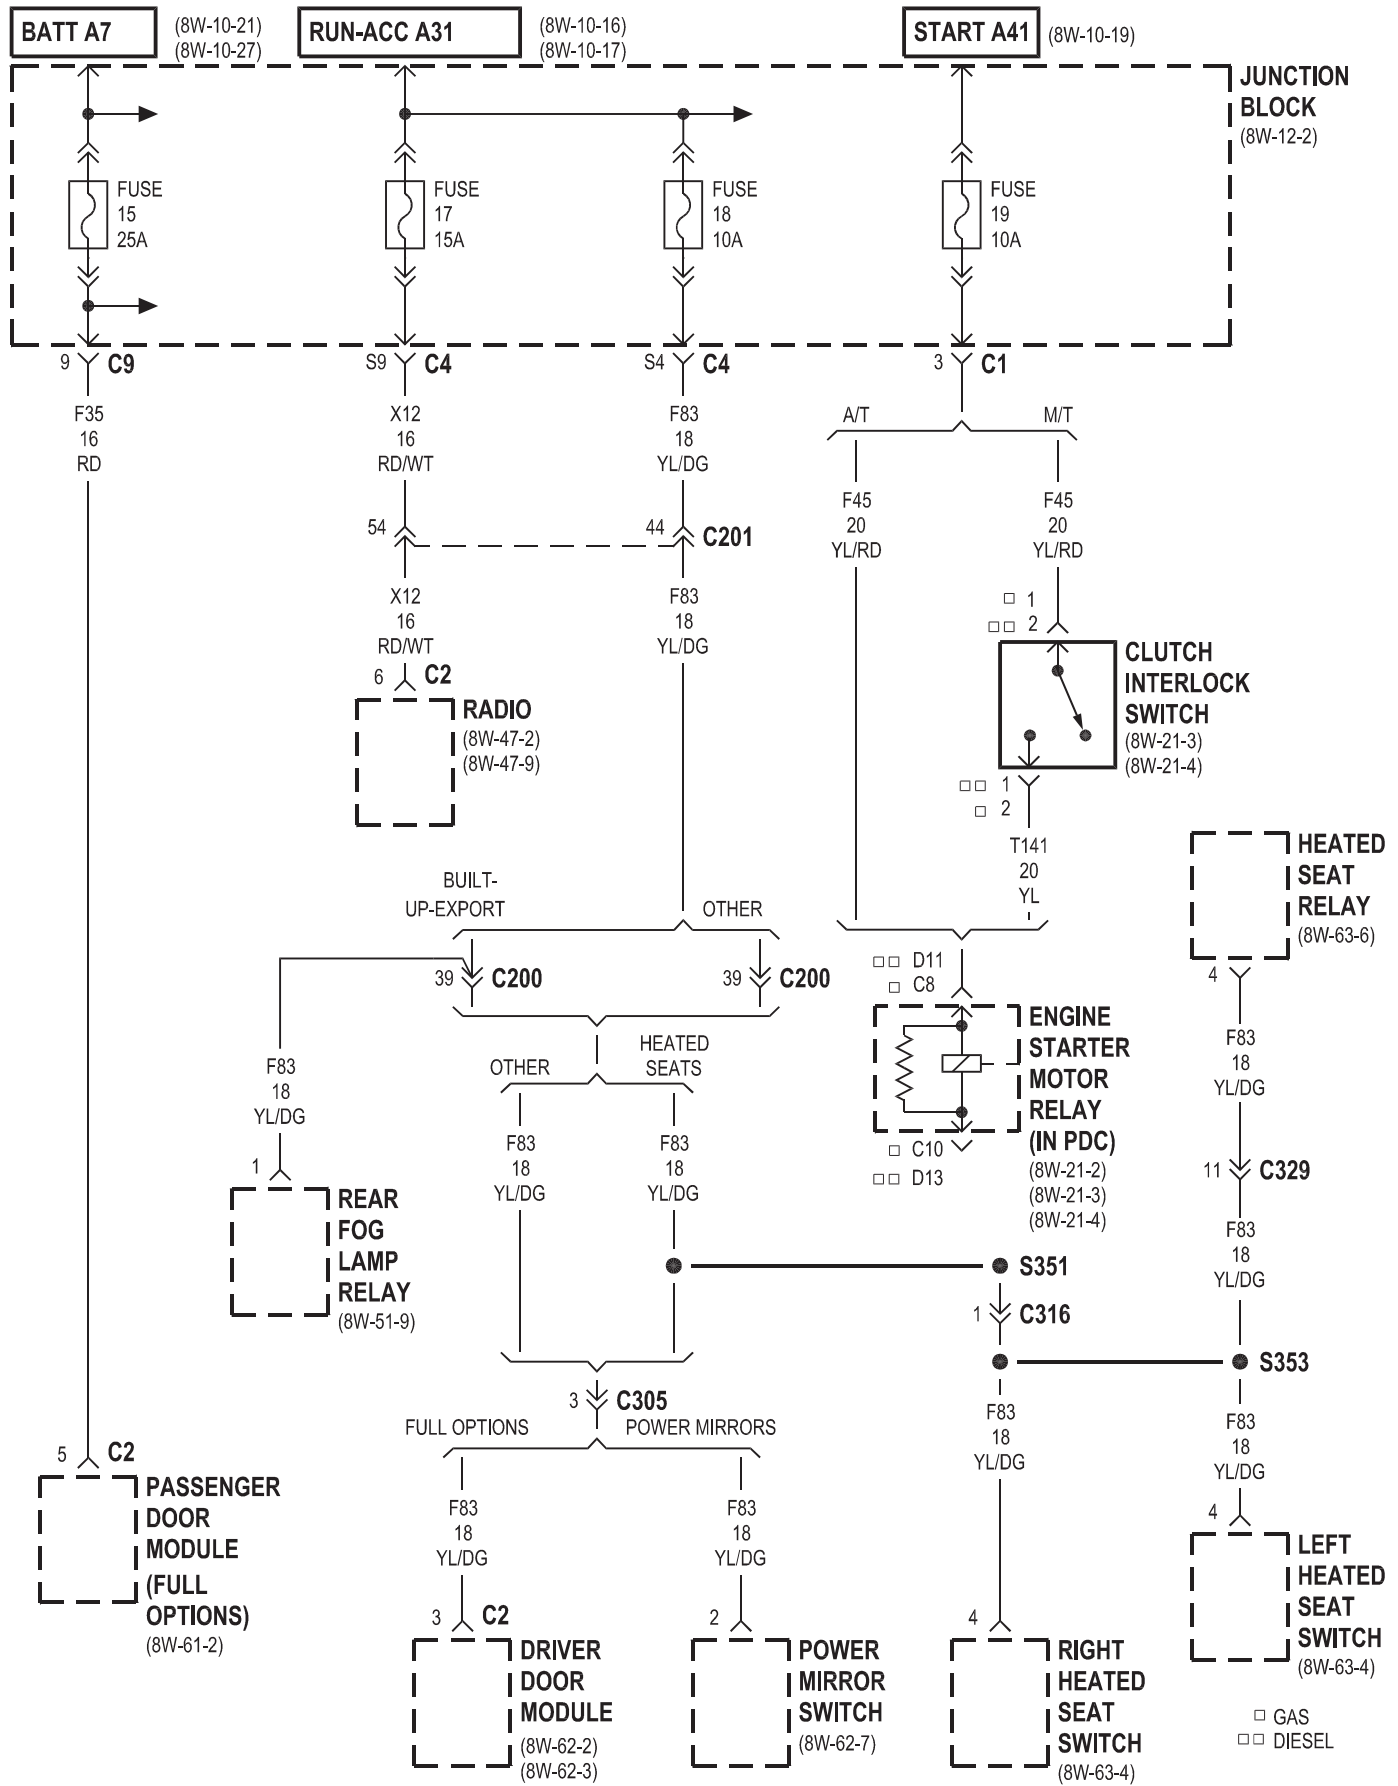 BATT A7
(8W-10-21)
(8W-10-27)
RUN-ACC A31
(8W-10-16)
(8W-10-17)
START A41
(8W-10-19)
JUNCTION
BLOCK
(8W-12-2)
FUSE
15
25A
FUSE
17
15A
FUSE
18
10A
FUSE
19
10A
9
C9
S9
C4
S4
C4
3
C1
F35
16
RD
X12
16
RD/WT
F83
18
YL/DG
A/T
M/T
F45
20
YL/RD
F45
20
YL/RD
54
44
C201
X12
16
RD/WT
F83
18
YL/DG
□ 1
□□ 2
6
C2
RADIO
(8W-47-2)
(8W-47-9)
CLUTCH
INTERLOCK
SWITCH
(8W-21-3)
(8W-21-4)
□□ 1
□ 2
T141
20
YL
HEATED
SEAT
RELAY
(8W-63-6)
BUILT-
UP-EXPORT
OTHER
39
C200
39
C200
□□ D11
□ C8
4
ENGINE
STARTER
MOTOR
RELAY
(IN PDC)
(8W-21-2)
(8W-21-3)
(8W-21-4)
□ C10
□□ D13
F83
18
YL/DG
OTHER
HEATED
SEATS
F83
18
YL/DG
F83
18
YL/DG
F83
18
YL/DG
1
REAR
FOG
LAMP
RELAY
(8W-51-9)
11
C329
F83
18
YL/DG
S351
1
C316
S353
3
C305
FULL OPTIONS
POWER MIRRORS
F83
18
YL/DG
F83
18
YL/DG
5
C2
PASSENGER
DOOR
MODULE
(FULL
OPTIONS)
(8W-61-2)
F83
18
YL/DG
F83
18
YL/DG
4
LEFT
HEATED
SEAT
SWITCH
(8W-63-4)
3
C2
DRIVER
DOOR
MODULE
(8W-62-2)
(8W-62-3)
2
POWER
MIRROR
SWITCH
(8W-62-7)
4
RIGHT
HEATED
SEAT
SWITCH
(8W-63-4)
□ GAS
□□ DIESEL